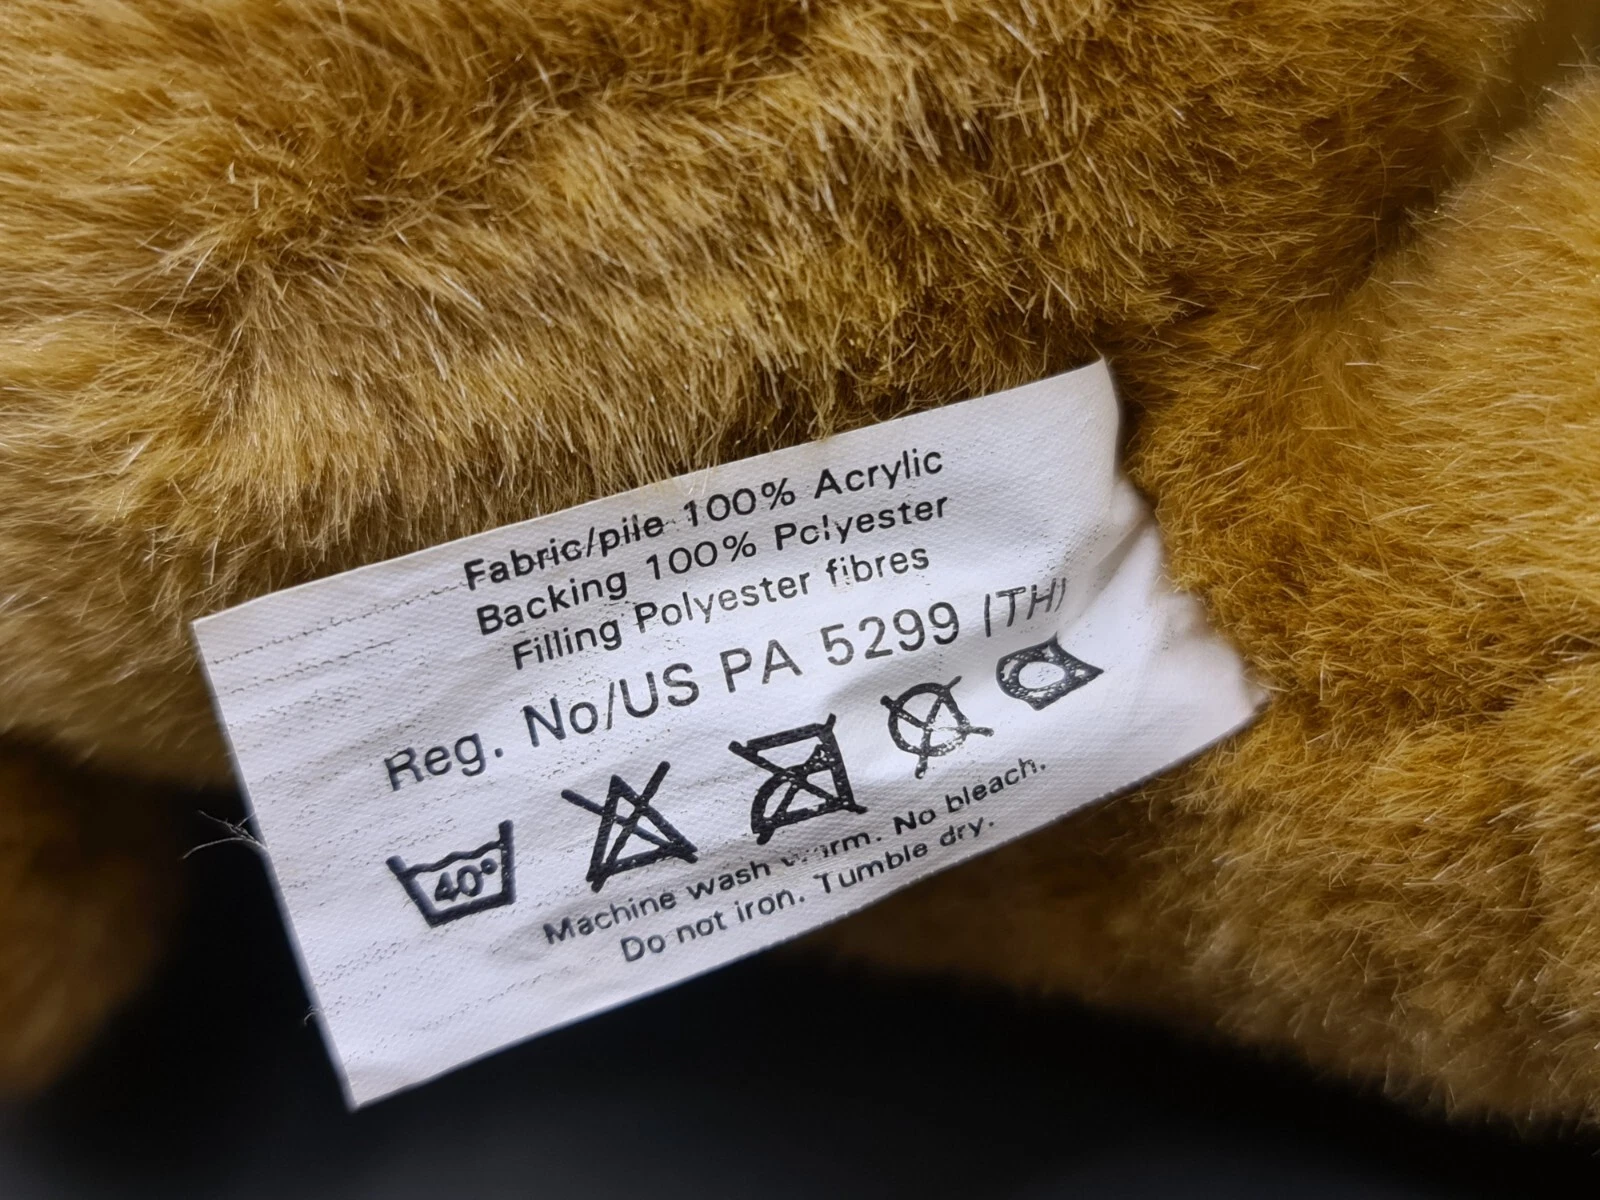 Fabric/pile 100% Acrylic
Backing 100% Polyester
Filling Polyester fibres
Reg. No/US PA 5299 (TH)
40°
Machine wash warm. No bleach.
Do not iron. Tumble dry.